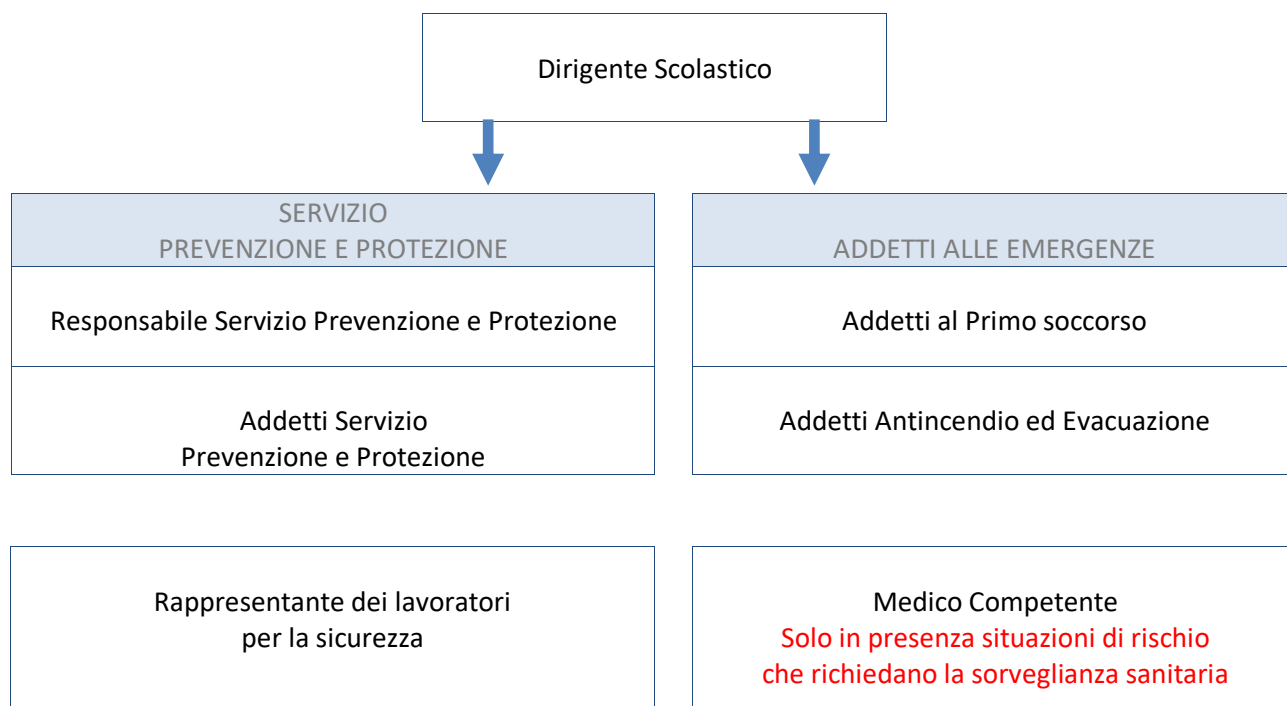 Dirigente Scolastico
SERVIZIO
PREVENZIONE E PROTEZIONE
Responsabile Servizio Prevenzione e Protezione
Addetti Servizio
Prevenzione e Protezione
ADDETTI ALLE EMERGENZE
Addetti al Primo soccorso
Addetti Antincendio ed Evacuazione
Rappresentante dei lavoratori
per la sicurezza
Medico Competente
Solo in presenza situazioni di rischio
che richiedano la sorveglianza sanitaria